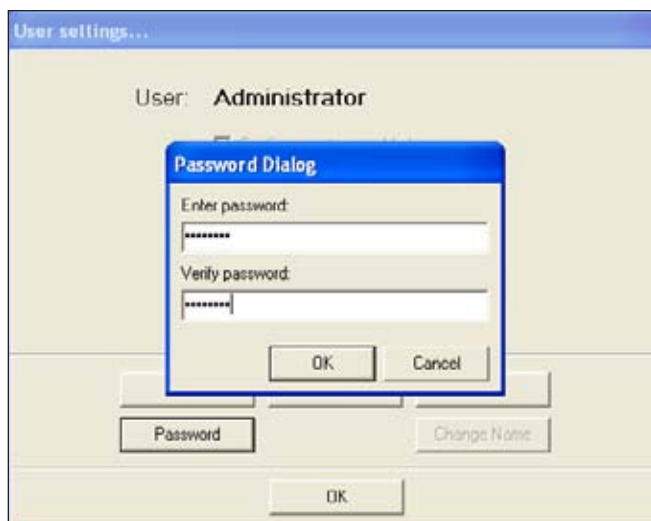 User settings...
User: Administrator
Password Dialog
Enter password:
••••••••
Verify password:
••••••••
OK Cancel
Password Change Name
OK